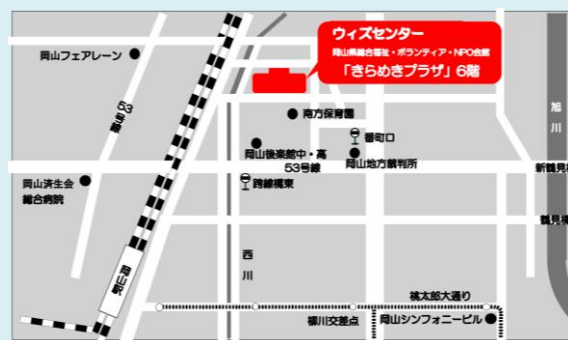 ウィズセンター
岡山県総合福祉・ボランティア・NPO会館
「きらめきプラザ」6階
岡山フェアレーン
国道53
南方保育園
番町口
旭川
岡山後楽館中・高
岡山地方裁判所
53号線
新鶴見橋
岡山済生会
総合病院
跨線橋東
鶴見橋
西川
岡山駅
桃太郎大通り
柳川交差点
岡山シンフォニービル